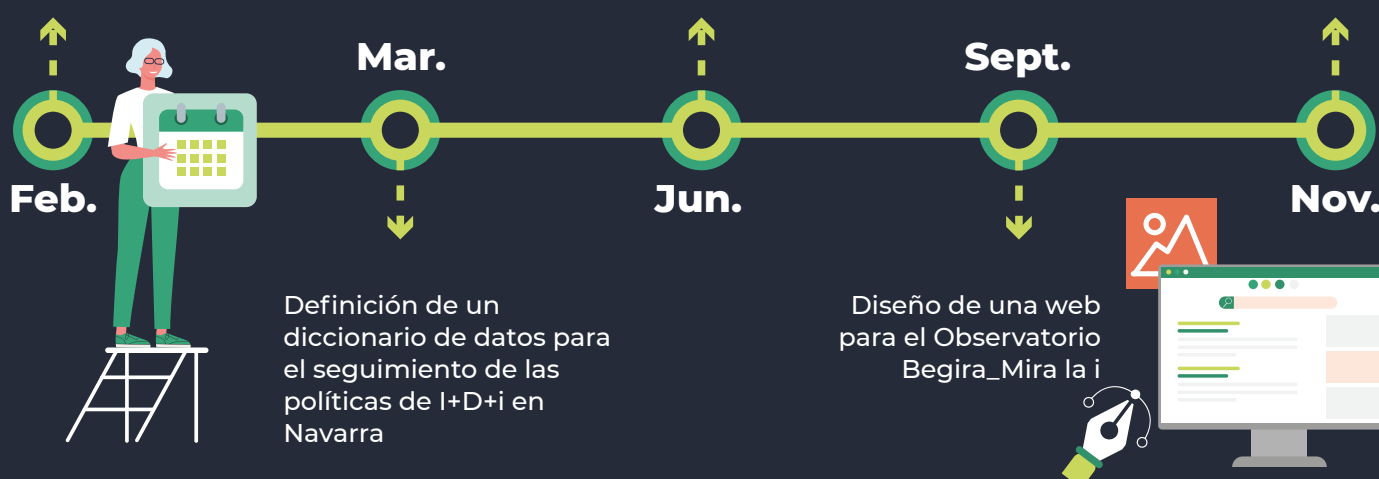 Mar.
Sept.
Feb.
Jun.
Nov.
Definición de un
diccionario de datos para
el seguimiento de las
políticas de I+D+i en
Navarra
Diseño de una web
para el Observatorio
Begira_Mira la i